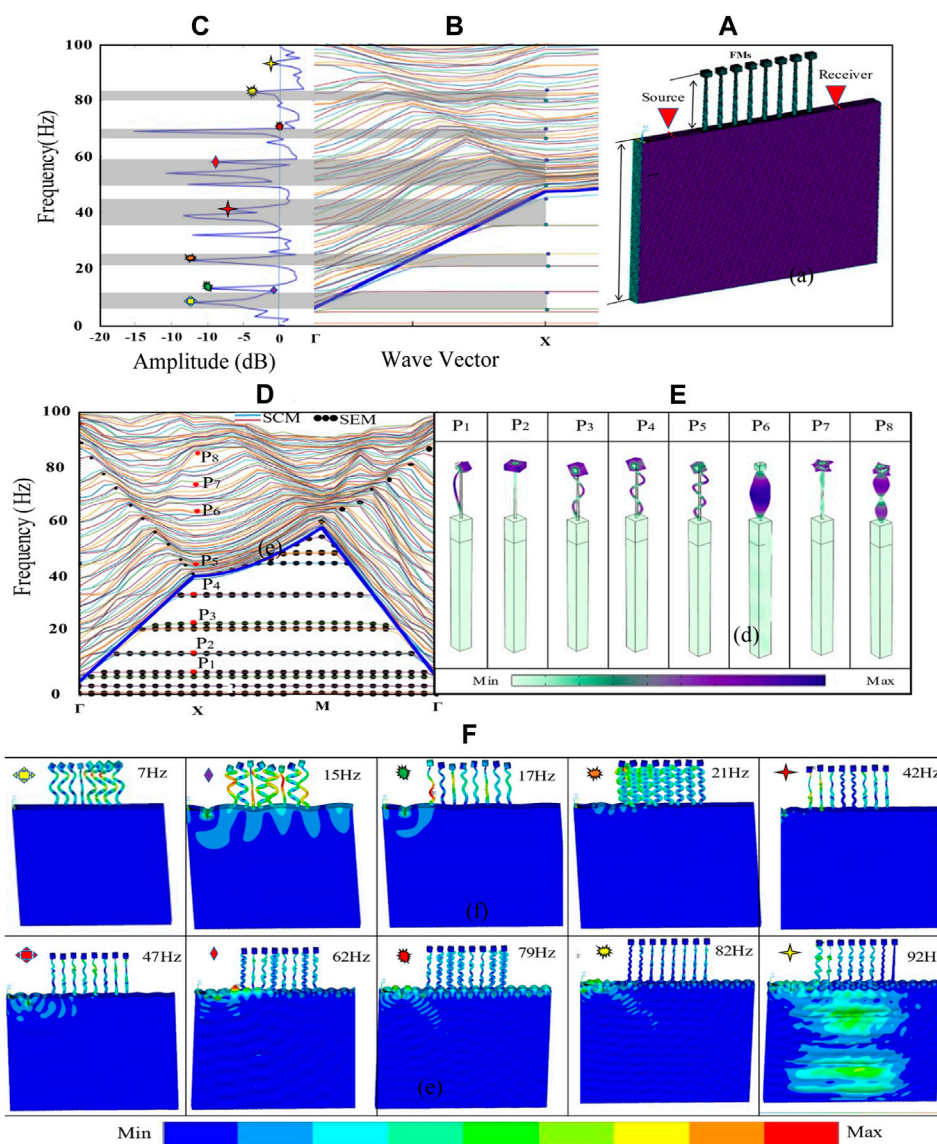 C
B
A
100
80
60
40
20
0
Frequency(Hz)
-20 -15 -10 -5 0
Amplitude (dB)
Γ X
Wave Vector
FMs
Source
Receiver
(a)
D
E
100
80
60
40
20
0
Frequency (Hz)
SCM SEM
P8
P7
P6
P5
(e)
P4
P3
P2
P1
Γ X M Γ
P1 P2 P3 P4 P5 P6 P7 P8
(d)
Min Max
F
7Hz 15Hz 17Hz 21Hz 42Hz
(f)
47Hz 62Hz 79Hz 82Hz 92Hz
(e)
Min Max